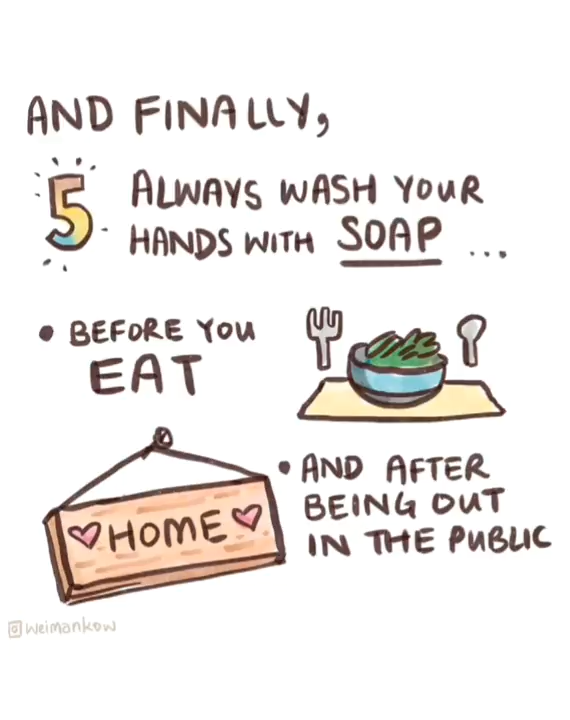 AND FINALLY,
5 ALWAYS WASH YOUR
HANDS WITH SOAP ...
• BEFORE YOU
EAT
HOME
• AND AFTER
BEING OUT
IN THE PUBLIC
weimankow